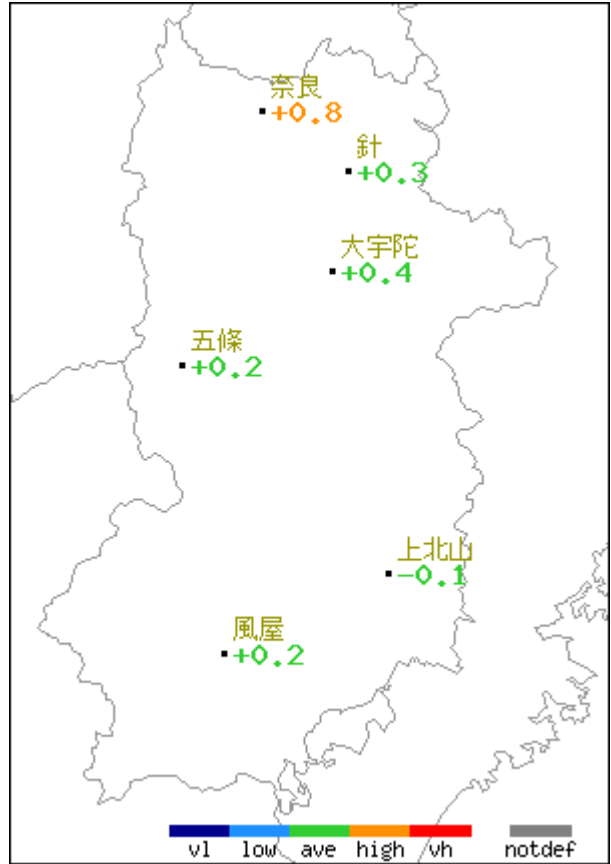 奈良
+0.8
針
+0.3
大宇陀
+0.4
五條
+0.2
上北山
-0.1
風屋
+0.2
vl low ave high vh notdef